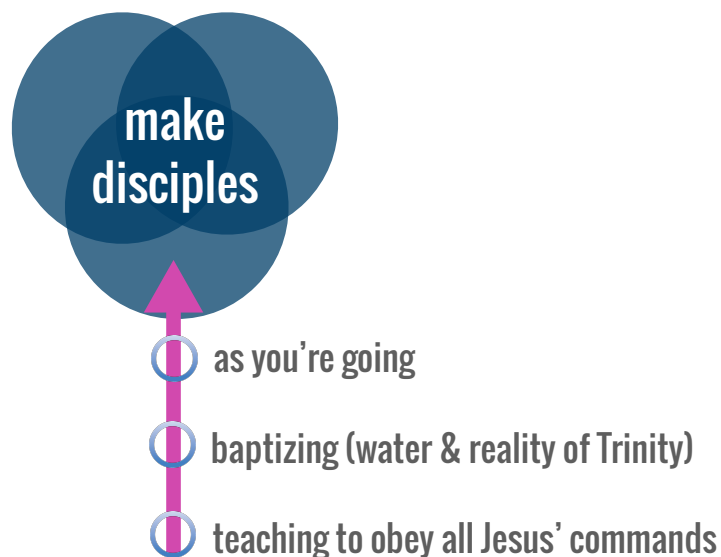 make
disciples
as you’re going
baptizing (water & reality of Trinity)
teaching to obey all Jesus’ commands